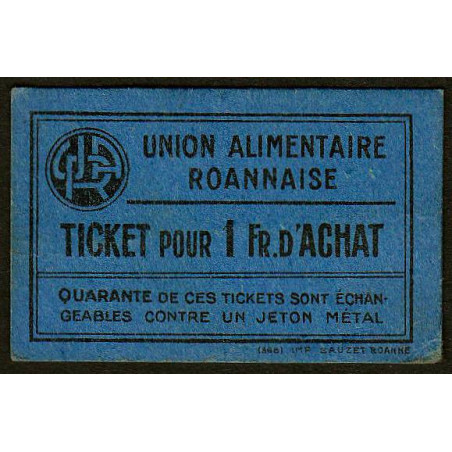 UNION ALIMENTAIRE
ROANNAISE
TICKET POUR 1 FR. D'ACHAT
QUARANTE DE CES TICKETS SONT ÉCHAN-
GEABLES CONTRE UN JETON MÉTAL
IMP. SAUZET ROANNE